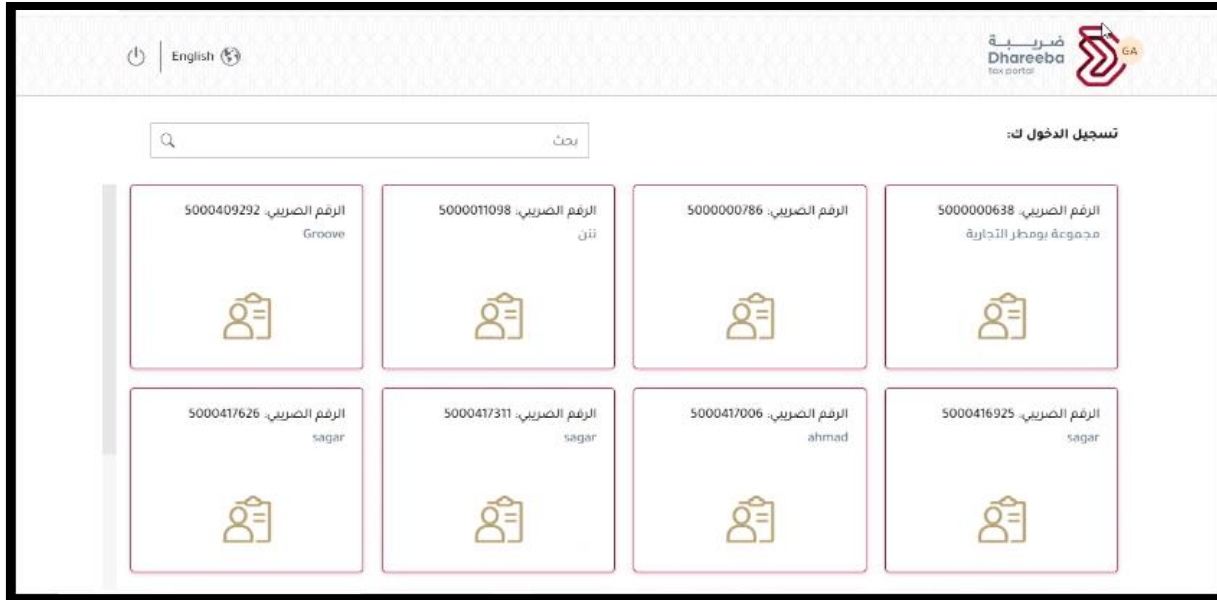 ضريبة
Dhareeba
tax portal
GA
English
تسجيل الدخول ك:
بحث
الرقم الضريبي: 5000000638
مجموعة بومطر التجارية
الرقم الضريبي: 5000000786
الرقم الضريبي: 5000011098
ننن
الرقم الضريبي: 5000409292
Groove
الرقم الضريبي: 5000416925
sagar
الرقم الضريبي: 5000417006
ahmad
الرقم الضريبي: 5000417311
sagar
الرقم الضريبي: 5000417626
sagar